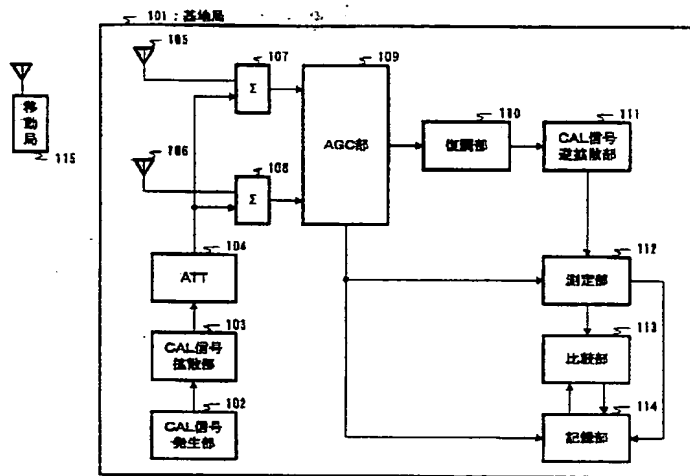 101：基地局
105
107
109
Σ
移動局
115
AGC部
110
復調部
111
CAL信号
逆拡散部
106
108
Σ
104
ATT
112
測定部
103
CAL信号
拡散部
113
比較部
102
CAL信号
発生部
114
記録部